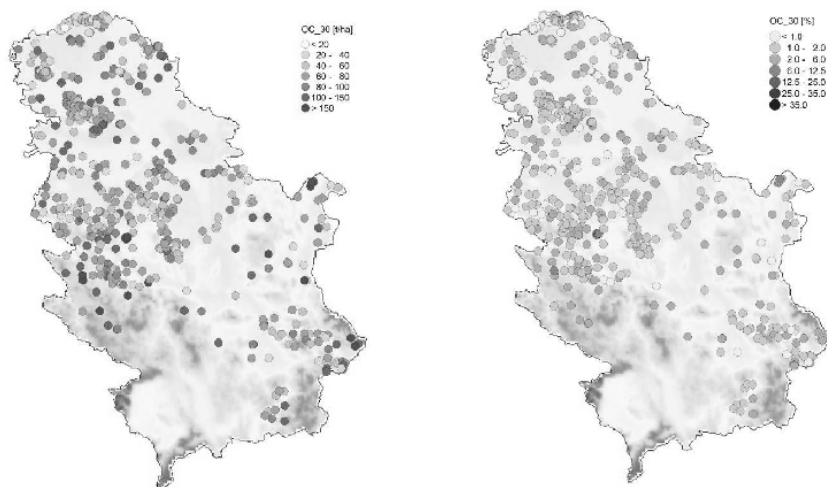 OC_30 [t/ha]
< 20
20 - 40
40 - 60
60 - 80
80 - 100
100 - 150
> 150
OC_30 [%]
< 1.0
1.0 - 2.0
2.0 - 6.0
6.0 - 12.5
12.5 - 25.0
25.0 - 35.0
> 35.0